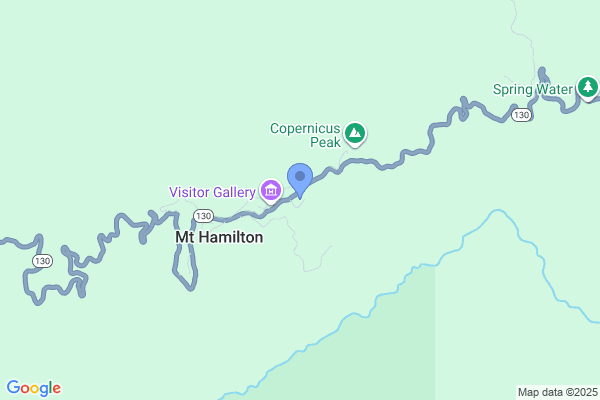 Spring Water
130
Copernicus
Peak
Visitor Gallery
130
Mt Hamilton
130
Google
Map data ©2025